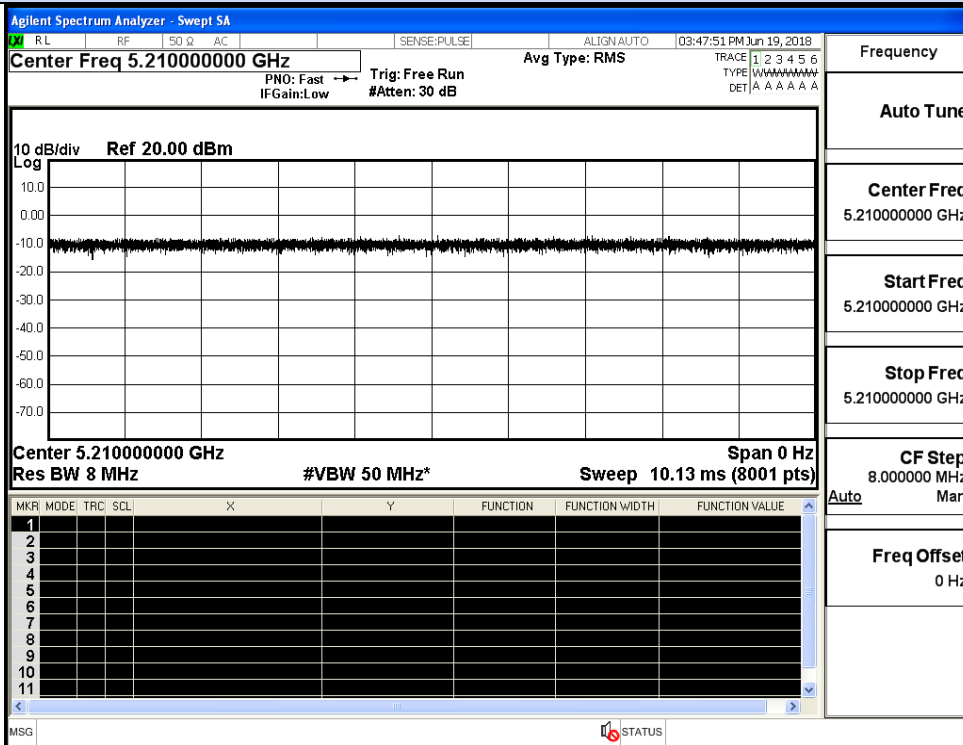 Agilent Spectrum Analyzer - Swept SA
LXI RL RF 50 Ω AC SENSE:PULSE ALIGN AUTO 03:47:51 PM Jun 19, 2018
Center Freq 5.210000000 GHz
PNO: Fast
IFGain:Low
Trig: Free Run
#Atten: 30 dB
Avg Type: RMS
TRACE 1 2 3 4 5 6
TYPE WWWWWW
DET A A A A A A
10 dB/div Ref 20.00 dBm
Log
10.0
0.00
-10.0
-20.0
-30.0
-40.0
-50.0
-60.0
-70.0
Center 5.210000000 GHz Span 0 Hz
Res BW 8 MHz #VBW 50 MHz* Sweep 10.13 ms (8001 pts)
MKR MODE TRC SCL X Y FUNCTION FUNCTION WIDTH FUNCTION VALUE
1
2
3
4
5
6
7
8
9
10
11
MSG STATUS
Frequency
Auto Tune
Center Freq
5.210000000 GHz
Start Freq
5.210000000 GHz
Stop Freq
5.210000000 GHz
CF Step
8.000000 MHz
Auto Man
Freq Offset
0 Hz